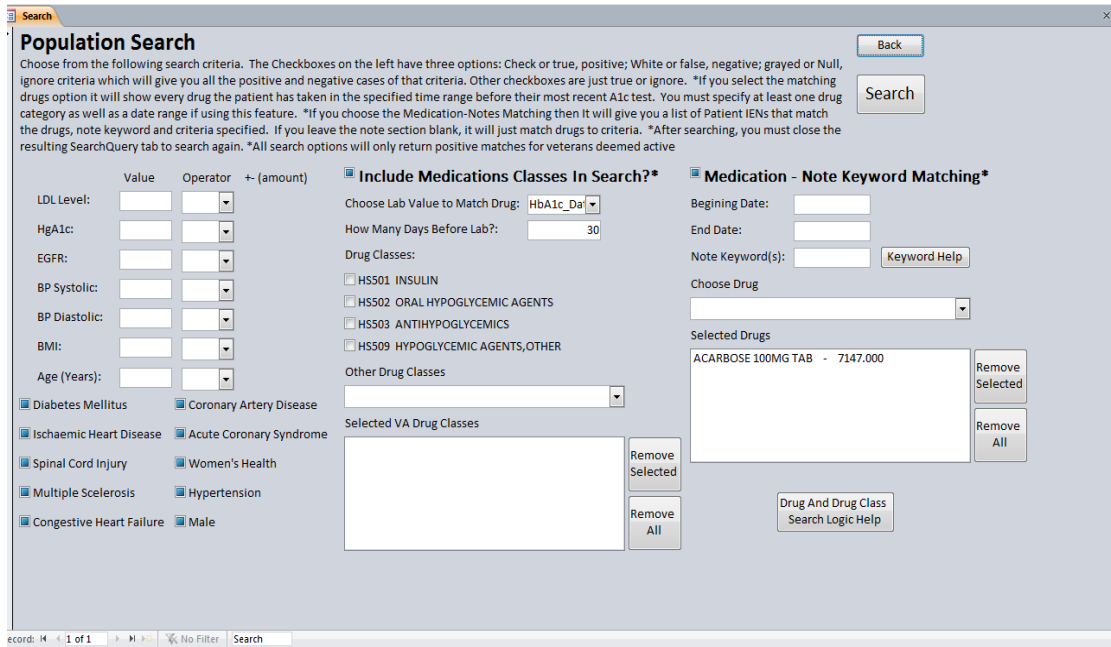 Search
Population Search
Back
Choose from the following search criteria. The Checkboxes on the left have three options: Check or true, positive; White or
false, negative; grayed or Null,
ignore criteria which will give you all the positive and negative cases of that criteria. Other checkboxes are just true or ignore. *If you select the matching
drugs option it will show every drug the patient has taken in the specified time range before their most recent A1c test. You must specify at least one drug
category as well as a date range if using this feature. *If you choose the Medication-Notes Matching then It will give you a list of Patient IENs that match
the drugs, note keyword and criteria specified. If you leave the note section blank, it will just match drugs to criteria. *After searching, you must close the
resulting SearchQuery tab to search again. *All search options will only return positive matches for veterans deemed active
Search
Value Operator +- (amount)
LDL Level:
HgA1c:
EGFR:
BP Systolic:
BP Diastolic:
BMI:
Age (Years):
Diabetes Mellitus Coronary Artery Disease
Ischaemic Heart Disease Acute Coronary Syndrome
Spinal Cord Injury Women's Health
Multiple Scelerosis Hypertension
Congestive Heart Failure Male
Include Medications Classes In Search?*
Choose Lab Value to Match Drug: HbA1c_Dat
How Many Days Before Lab?: 30
Drug Classes:
HS501 INSULIN
HS502 ORAL HYPOGLYCEMIC AGENTS
HS503 ANTIHYPOGLYCEMICS
HS509 HYPOGLYCEMIC AGENTS,OTHER
Other Drug Classes
Selected VA Drug Classes
Remove
Selected
Remove
All
Medication - Note Keyword Matching*
Begining Date:
End Date:
Note Keyword(s): Keyword Help
Choose Drug
Selected Drugs
ACARBOSE 100MG TAB - 7147.000
Remove
Selected
Remove
All
Drug And Drug Class
Search Logic Help
ecord: 1 of 1 No Filter Search